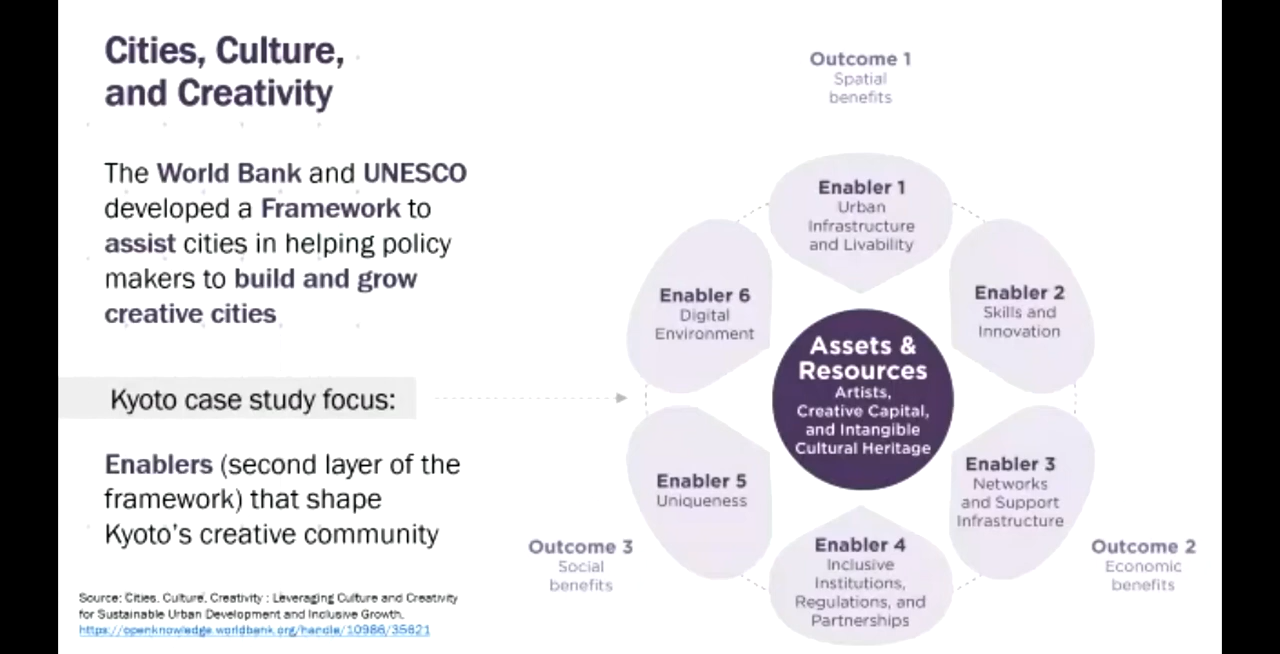 Cities, Culture,
and Creativity
The World Bank and UNESCO
developed a Framework to
assist cities in helping policy
makers to build and grow
creative cities
Kyoto case study focus:
Enablers (second layer of the
framework) that shape
Kyoto's creative community
Source: Cities, Culture, Creativity : Leveraging Culture and Creativity
for Sustainable Urban Development and Inclusive Growth.
https://openknowledge.worldbank.org/handle/10986/35621
Outcome 1
Spatial
benefits
Enabler 1
Urban
Infrastructure
and Livability
Enabler 2
Skills and
Innovation
Enabler 3
Networks
and Support
Infrastructure
Enabler 4
Inclusive
Institutions,
Regulations, and
Partnerships
Enabler 5
Uniqueness
Enabler 6
Digital
Environment
Assets &
Resources
Artists,
Creative Capital,
and Intangible
Cultural Heritage
Outcome 2
Economic
benefits
Outcome 3
Social
benefits